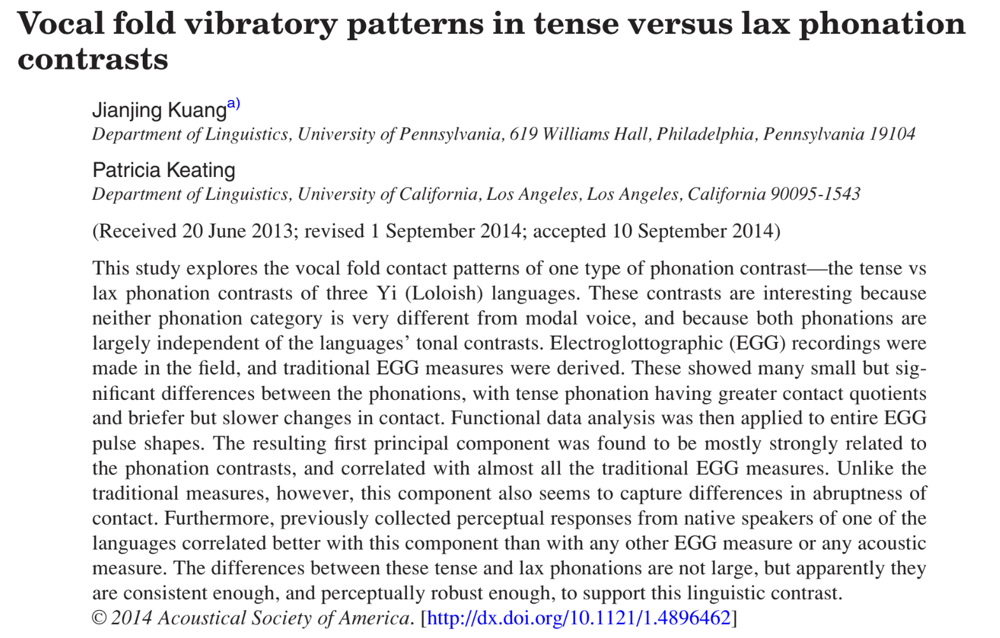 Vocal fold vibratory patterns in tense versus lax phonation
contrasts
Jianjing Kuang^a)
Department of Linguistics, University of Pennsylvania, 619 Williams Hall, Philadelphia, Pennsylvania 19104
Patricia Keating
Department of Linguistics, University of California, Los Angeles, Los Angeles, California 90095-1543
(Received 20 June 2013; revised 1 September 2014; accepted 10 September 2014)
This study explores the vocal fold contact patterns of one type of phonation contrast—the tense vs
lax phonation contrasts of three Yi (Loloish) languages. These contrasts are interesting because
neither phonation category is very different from modal voice, and because both phonations are
largely independent of the languages’ tonal contrasts. Electroglottographic (EGG) recordings were
made in the field, and traditional EGG measures were derived. These showed many small but sig-
nificant differences between the phonations, with tense phonation having greater contact quotients
and briefer but slower changes in contact. Functional data analysis was then applied to entire EGG
pulse shapes. The resulting first principal component was found to be mostly strongly related to
the phonation contrasts, and correlated with almost all the traditional EGG measures. Unlike the
traditional measures, however, this component also seems to capture differences in abruptness of
contact. Furthermore, previously collected perceptual responses from native speakers of one of the
languages correlated better with this component than with any other EGG measure or any acoustic
measure. The differences between these tense and lax phonations are not large, but apparently they
are consistent enough, and perceptually robust enough, to support this linguistic contrast.
© 2014 Acoustical Society of America. [http://dx.doi.org/10.1121/1.4896462]